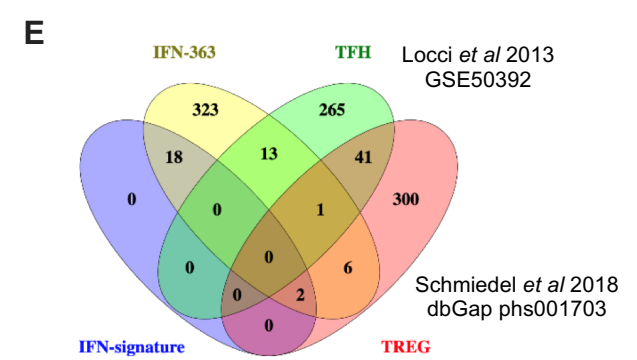 E
IFN-363
TFH
Locci et al 2013
GSE50392
323
265
18
13
41
0
0
1
300
0
0
6
0
2
0
Schmiedel et al 2018
dbGap phs001703
IFN-signature
TREG